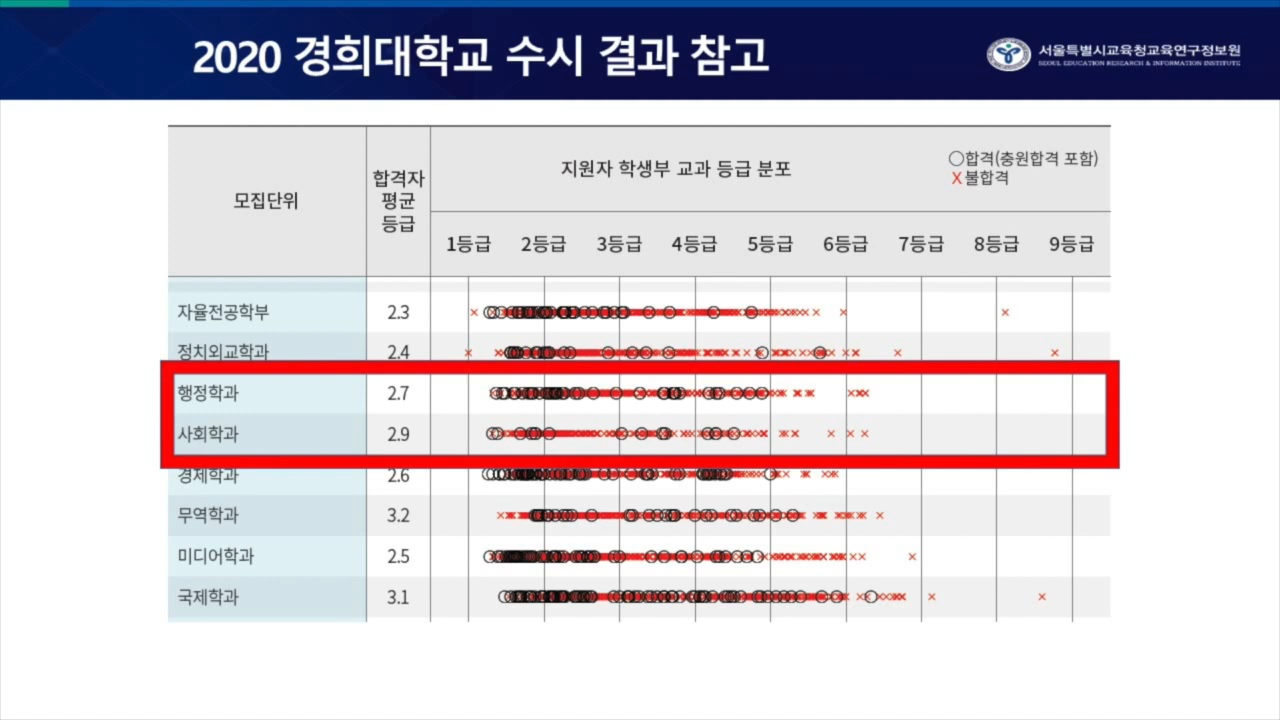 2020 경희대학교 수시 결과 참고
서울특별시교육청교육연구정보원
SEOUL EDUCATION RESEARCH & INFORMATION INSTITUTE
모집단위
합격자
평균
등급
지원자 학생부 교과 등급 분포
○합격(충원합격 포함)
X 불합격
1등급 2등급 3등급 4등급 5등급 6등급 7등급 8등급 9등급
자율전공학부 2.3
정치외교학과 2.4
행정학과 2.7
사회학과 2.9
경제학과 2.6
무역학과 3.2
미디어학과 2.5
국제학과 3.1